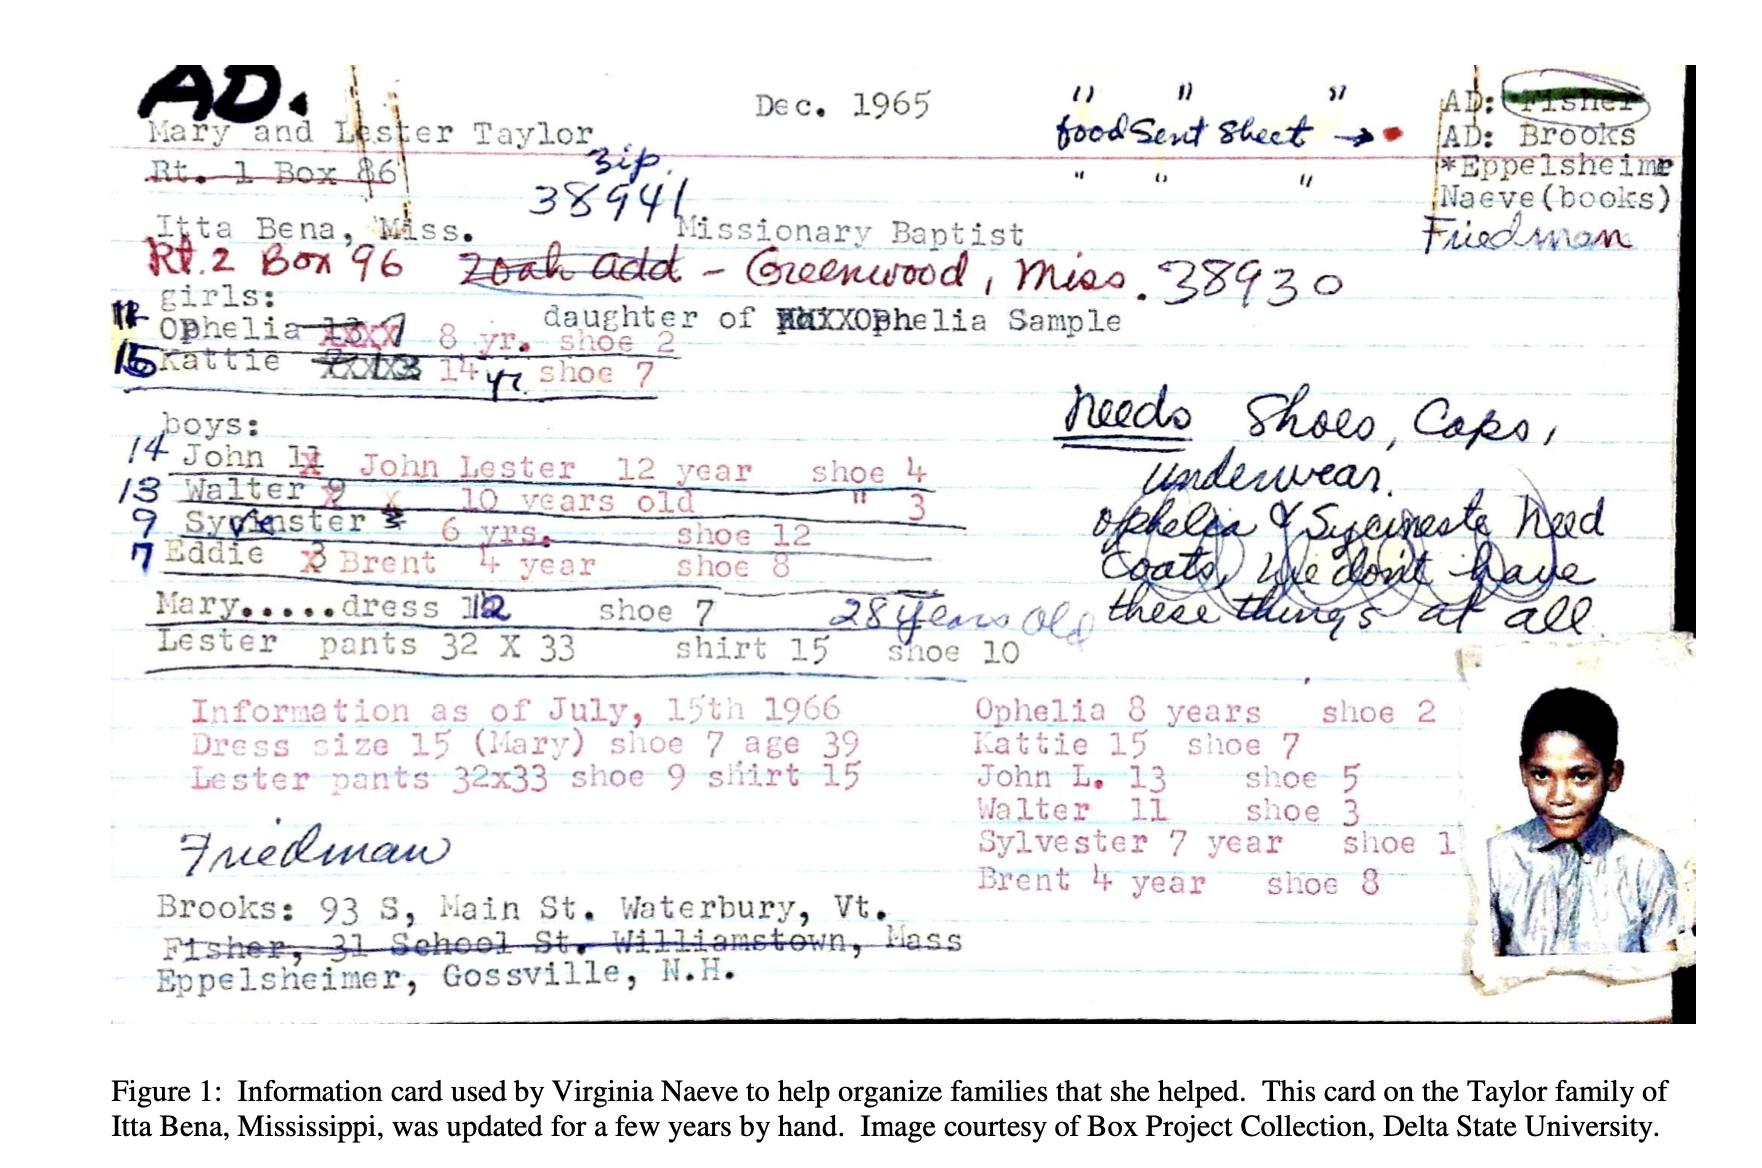 AD.
Dec. 1965
" " "
AD: Fisher
Mary and Lester Taylor
food Sent Sheet →
AD: Brooks
Rt. 1 Box 86
zip.
" " "
*Eppelsheimr
38941
Naeve(books)
Itta Bena, Miss.
Missionary Baptist
Friedman
Rt. 2 Box 96 Zoah add - Greenwood, Miss. 38930
girls:
Ophelia 8 yr. shoe 2
daughter of Ophelia Sample
15 Kattie 14 yr. shoe 7
Needs Shoes, Caps,
underwear.
Ophelia & Sycineste Need
Coats, we don't have
these things at all.
boys:
14 John 11 John Lester 12 year shoe 4
13 Walter 9 10 years old " 3
9 Sylvenster 6 yrs. shoe 12
7 Eddie 3 Brent 4 year shoe 8
Mary.....dress 12 shoe 7 28 years old
Lester pants 32 X 33 shirt 15 shoe 10
Information as of July, 15th 1966
Dress size 15 (Mary) shoe 7 age 39
Lester pants 32x33 shoe 9 shirt 15
Ophelia 8 years shoe 2
Kattie 15 shoe 7
John L. 13 shoe 5
Walter 11 shoe 3
Sylvester 7 year shoe 1
Brent 4 year shoe 8
Friedman
Brooks: 93 S, Main St. Waterbury, Vt.
Fisher, 31 School St. Williamstown, Mass
Eppelsheimer, Gossville, N.H.
Figure 1: Information card used by Virginia Naeve to help organize families that she helped. This card on the Taylor family of
Itta Bena, Mississippi, was updated for a few years by hand. Image courtesy of Box Project Collection, Delta State University.